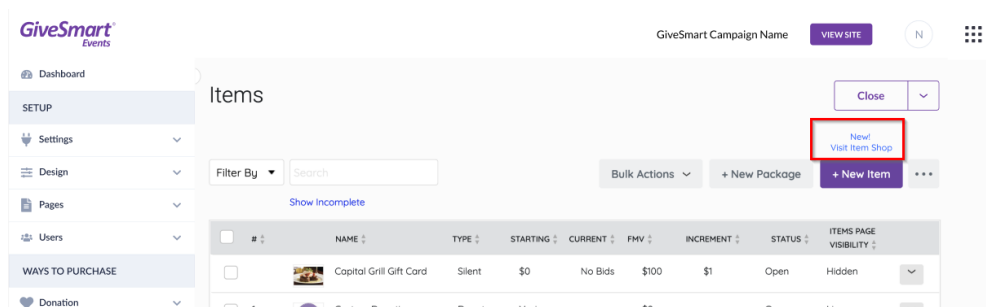 GiveSmart
Events
GiveSmart Campaign Name
VIEW SITE
N
Dashboard
SETUP
Settings
Design
Pages
Users
WAYS TO PURCHASE
Donation
Items
Close
New!
Visit Item Shop
Filter By
Search
Bulk Actions
+ New Package
+ New Item
Show Incomplete
# NAME TYPE STARTING CURRENT FMV INCREMENT STATUS ITEMS PAGE
VISIBILITY
Capital Grill Gift Card Silent $0 No Bids $100 $1 Open Hidden